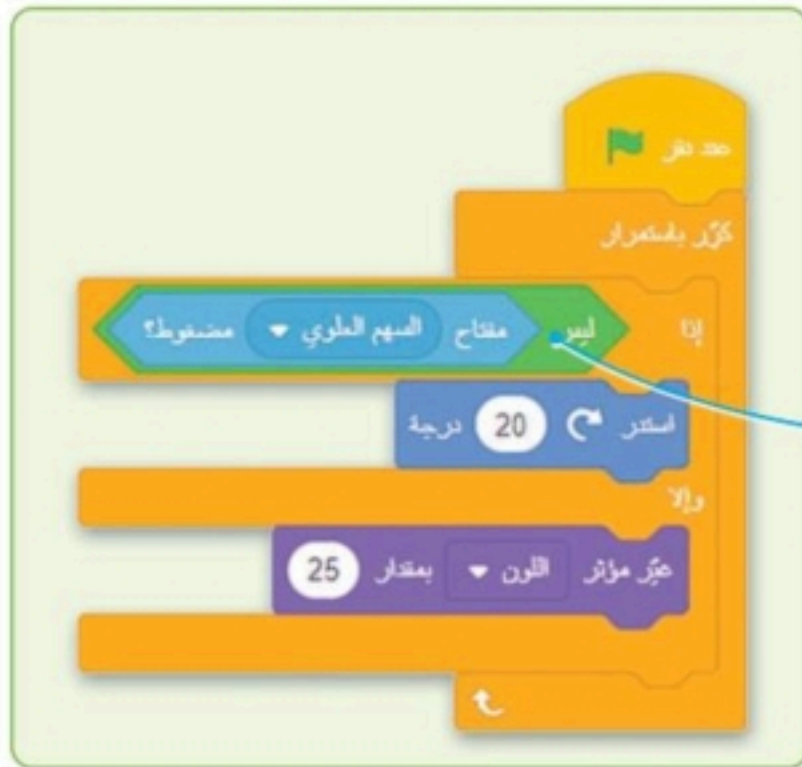 عند نقر
كرّر باستمرار
إذا ليس مفتاح السهم العلوي مضغوط؟
استدر 20 درجة
وإلا
غيّر مؤثر اللون بمقدار 25